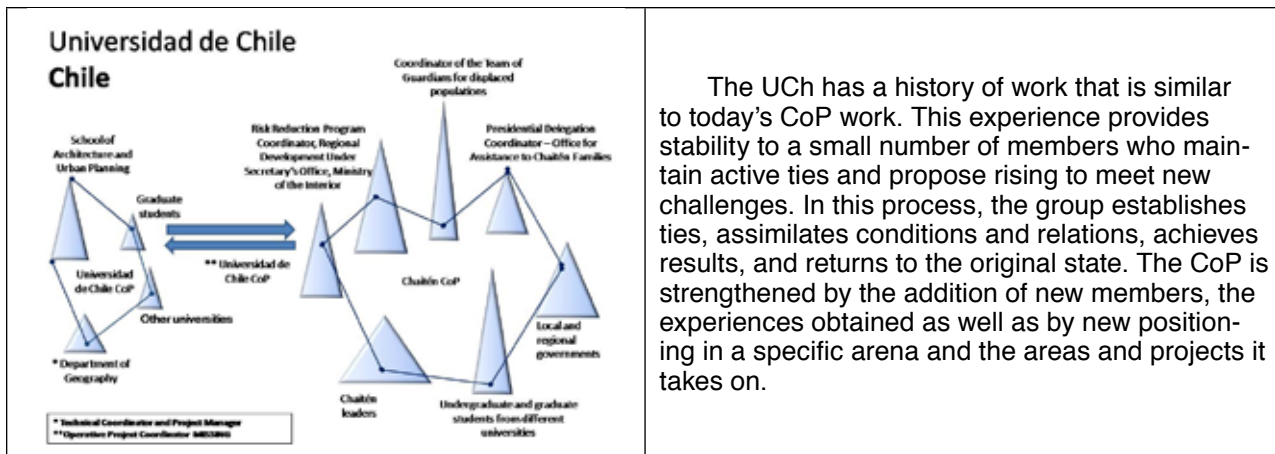 Universidad de Chile
Chile
Coordinator of the Team of
Guardians for displaced
populations
School of
Architecture and
Urban Planning
Risk Reduction Program
Coordinator, Regional
Development Under
Secretary's Office, Ministry
of the Interior
Presidential Delegation
Coordinator – Office for
Assistance to Chaitén Families
Graduate
students
Universidad
de Chile CoP
** Universidad de
Chile CoP
Chaitén CoP
Other universities
* Department of
Geography
Local and
regional
governments
Chaitén
leaders
Undergraduate and graduate
students from different
universities
* Technical Coordinator and Project Manager
**Operative Project Coordinator MISSING
The UCh has a history of work that is similar
to today's CoP work. This experience provides
stability to a small number of members who main-
tain active ties and propose rising to meet new
challenges. In this process, the group establishes
ties, assimilates conditions and relations, achieves
results, and returns to the original state. The CoP is
strengthened by the addition of new members, the
experiences obtained as well as by new position-
ing in a specific arena and the areas and projects it
takes on.